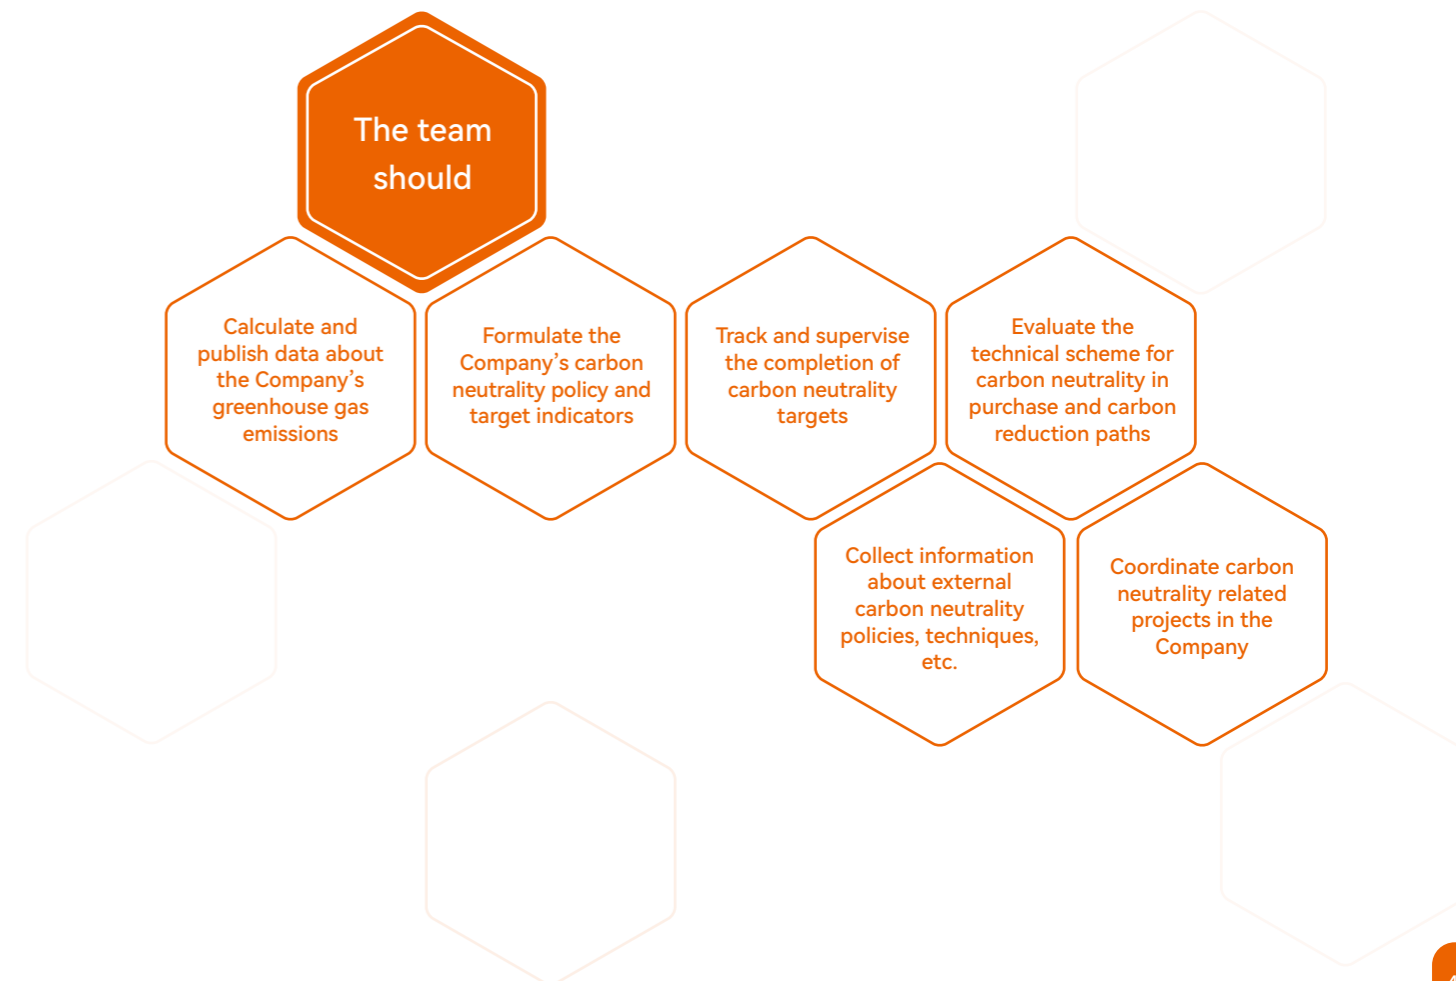 The team
should
Calculate and
publish data about
the Company’s
greenhouse gas
emissions
Formulate the
Company’s carbon
neutrality policy and
target indicators
Track and supervise
the completion of
carbon neutrality
targets
Evaluate the
technical scheme for
carbon neutrality in
purchase and carbon
reduction paths
Collect information
about external
carbon neutrality
policies, techniques,
etc.
Coordinate carbon
neutrality related
projects in the
Company